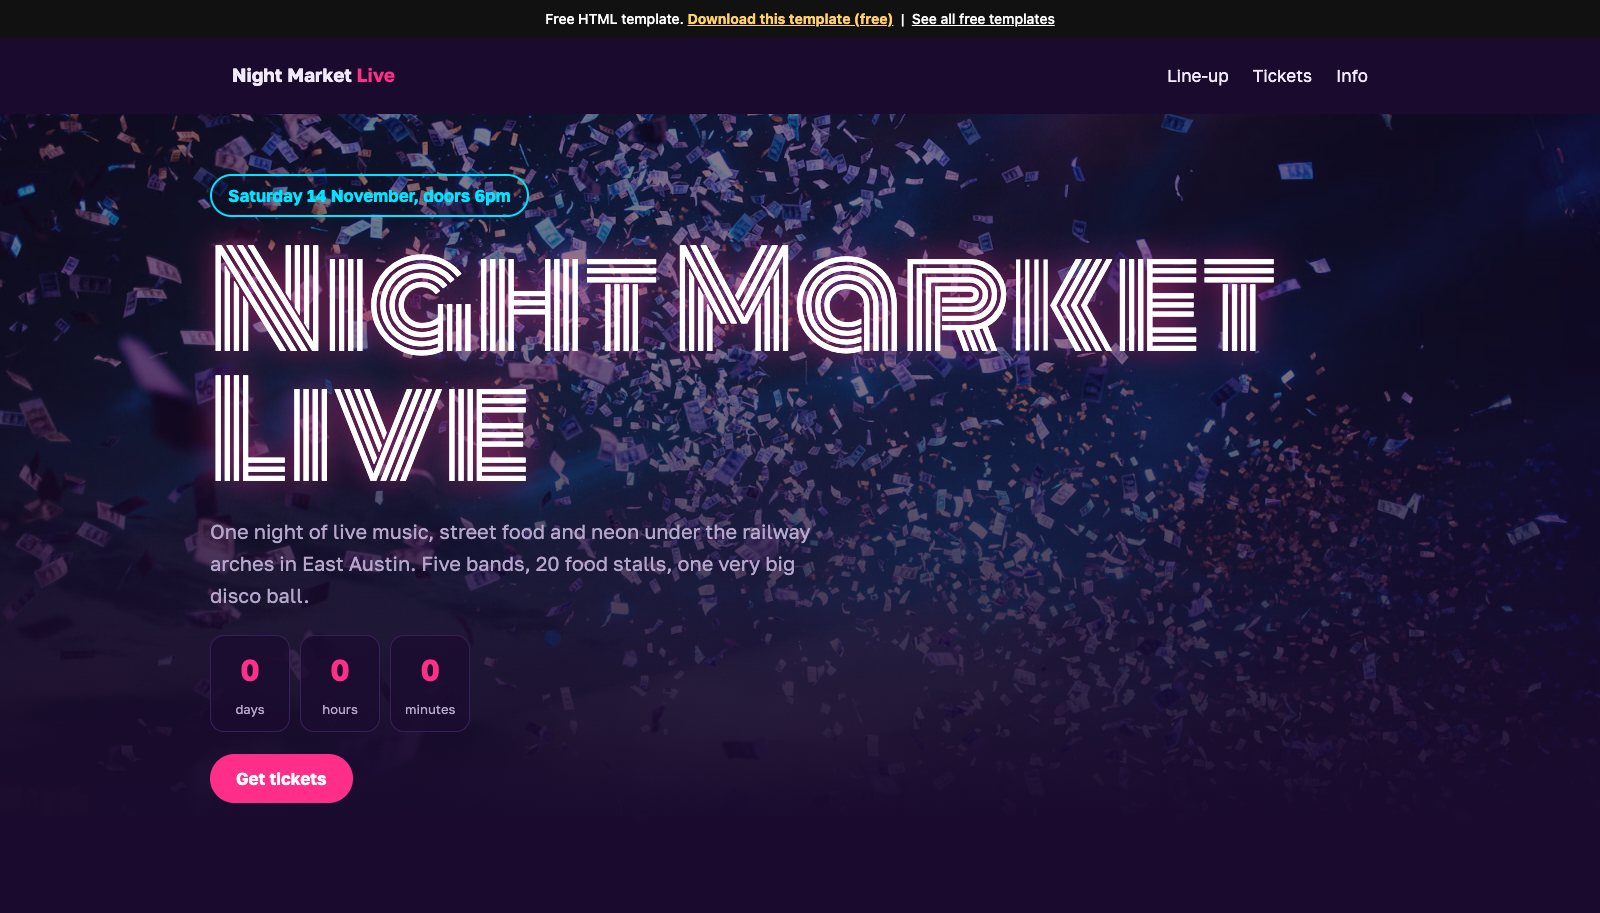 Free HTML template. Download this template (free) | See all free templates
Night Market Live
Line-up Tickets Info
Saturday 14 November, doors 6pm
Night Market
Live
One night of live music, street food and neon under the railway
arches in East Austin. Five bands, 20 food stalls, one very big
disco ball.
0 0 0
days hours minutes
Get tickets